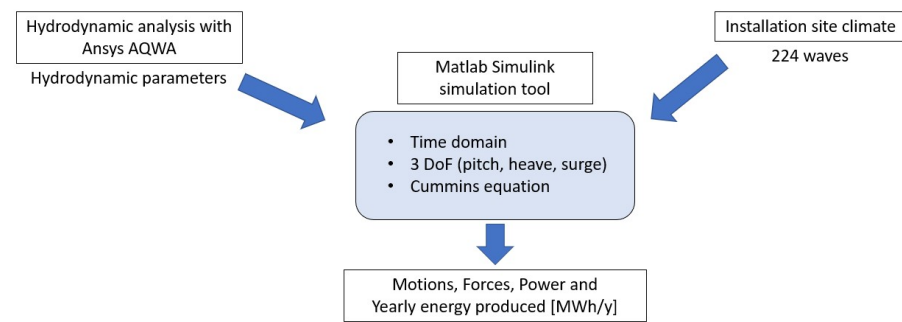 Hydrodynamic analysis with
Ansys AQWA
Hydrodynamic parameters
Installation site climate
224 waves
Matlab Simulink
simulation tool
• Time domain
• 3 DoF (pitch, heave, surge)
• Cummins equation
Motions, Forces, Power and
Yearly energy produced [MWh/y]